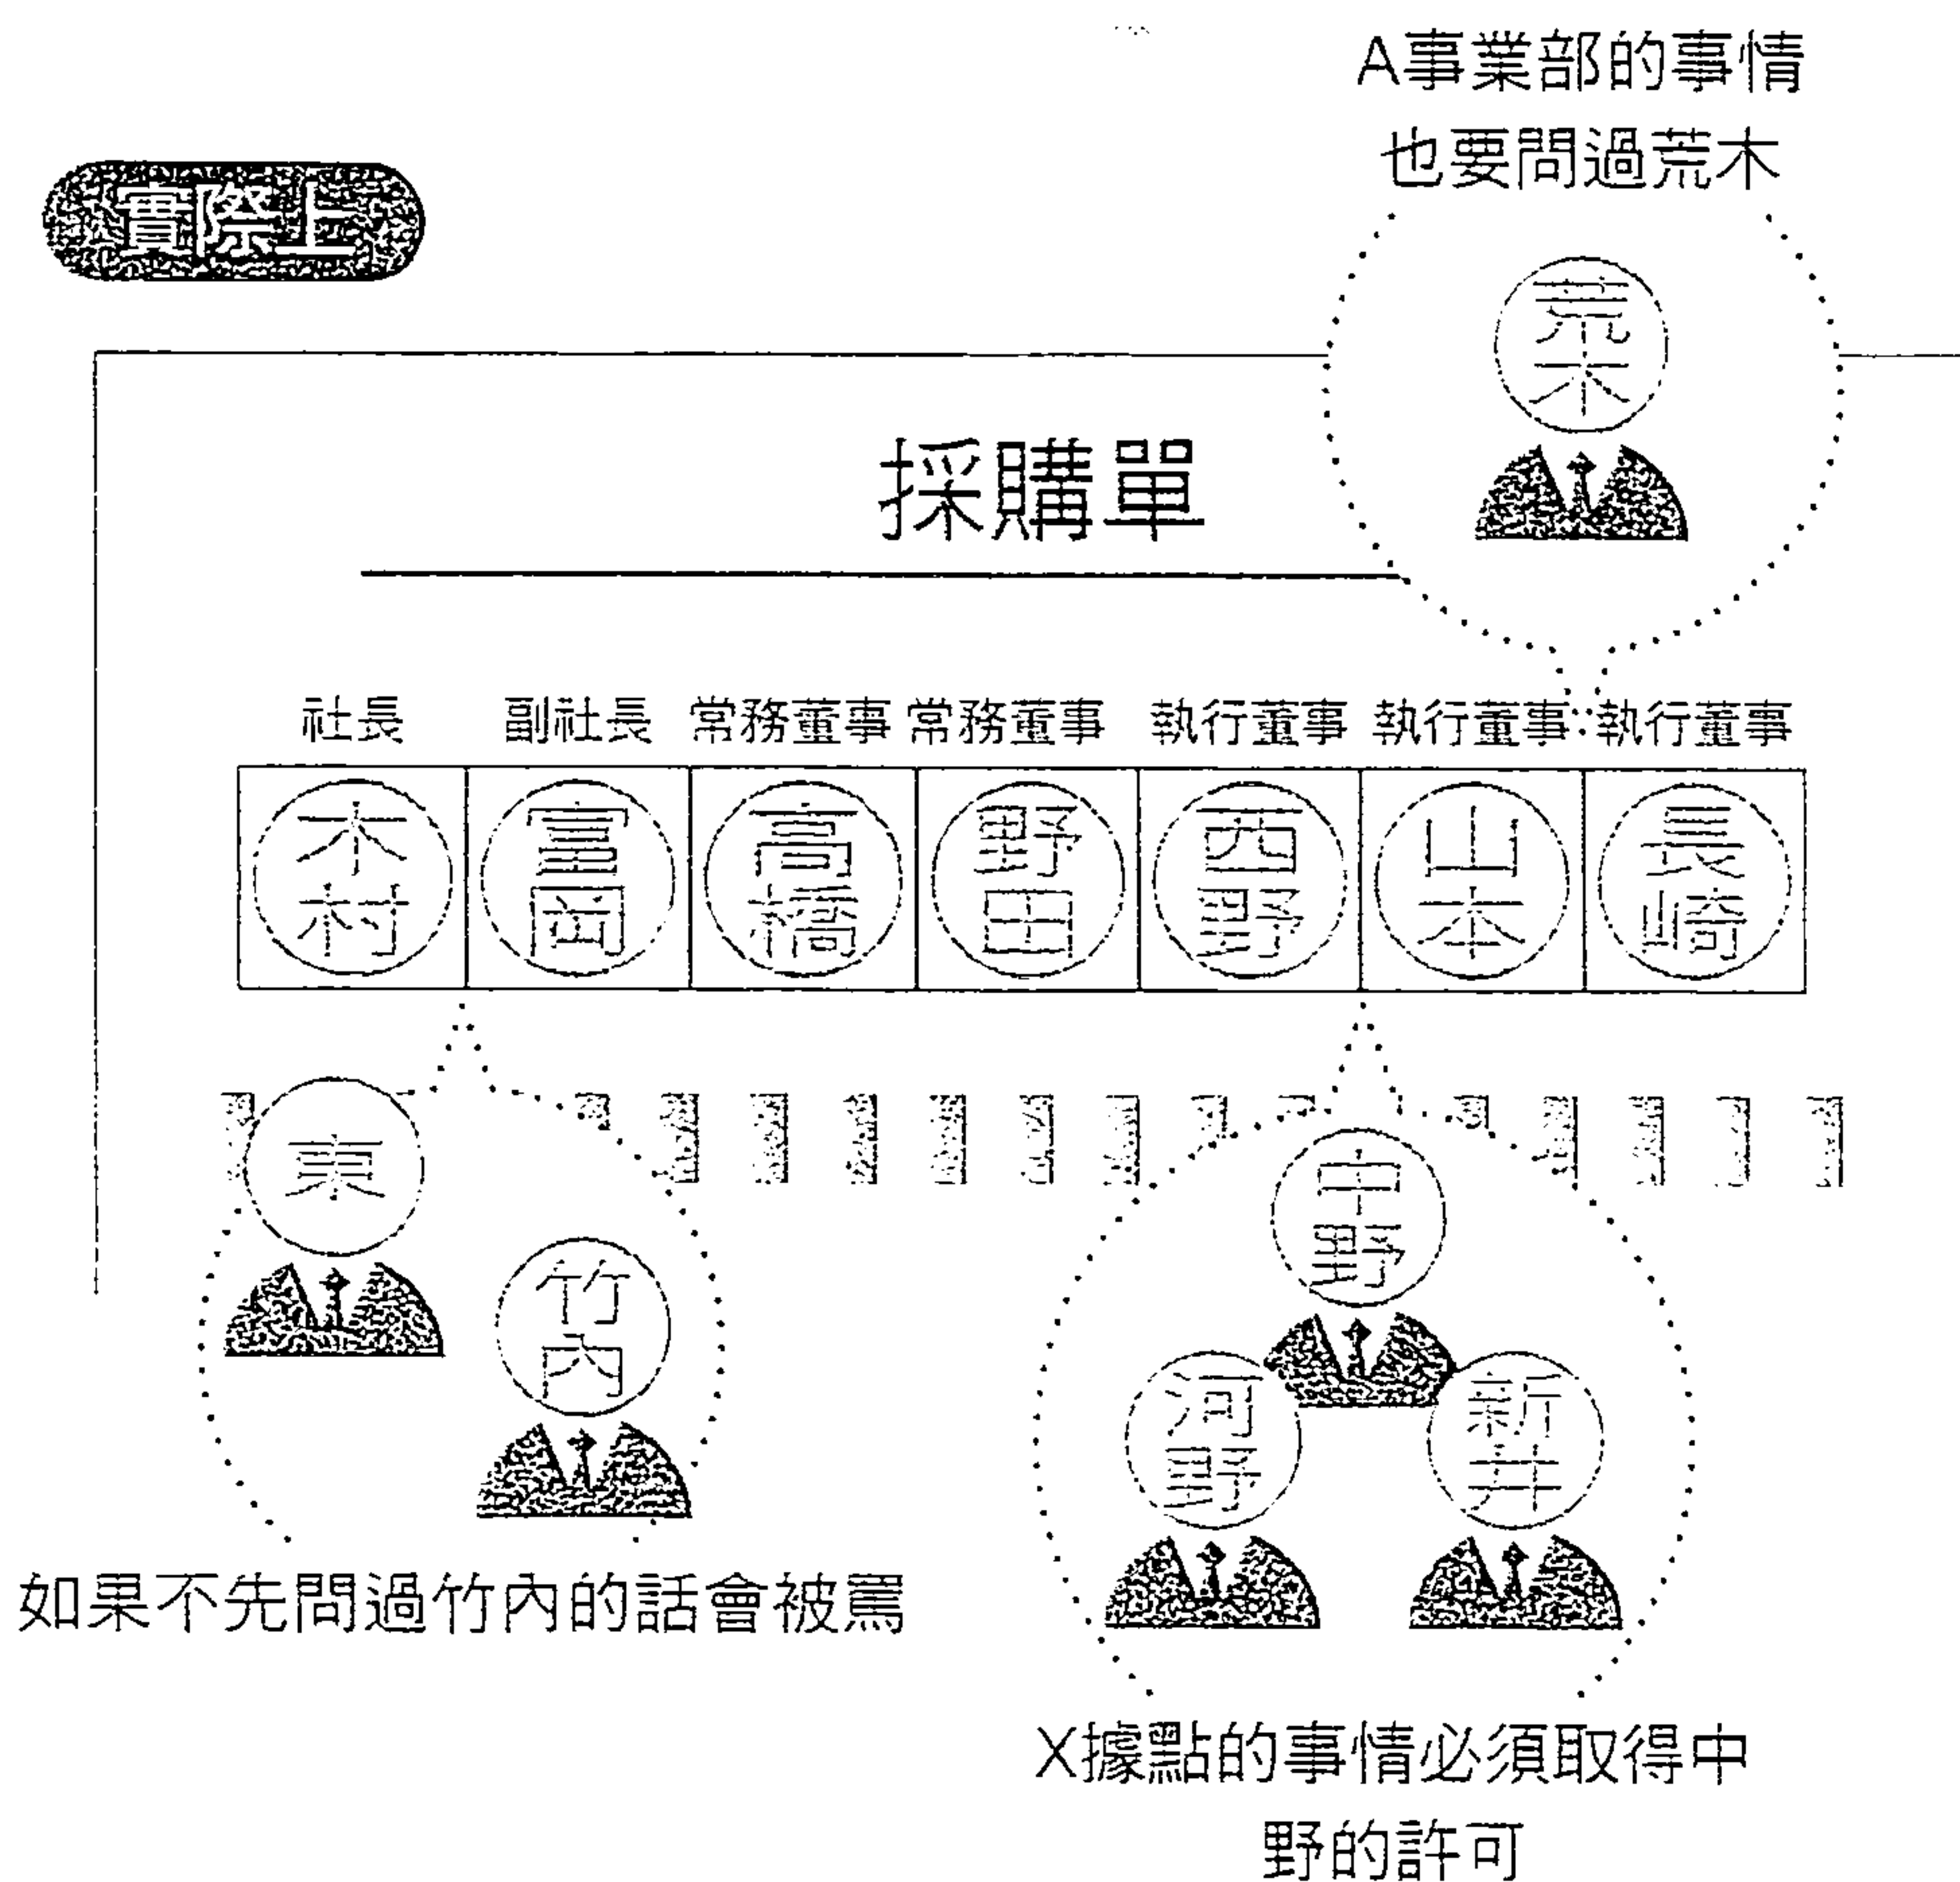 A事業部的事情
也要問過荒木
實際上
荒木
採購單
社長 副社長 常務董事 常務董事 執行董事 執行董事 執行董事
木村 富岡 高橋 野田 西野 山本 長崎
東
竹內
中野
河野
新井
如果不先問過竹內的話會被罵
X據點的事情必須取得中
野的許可